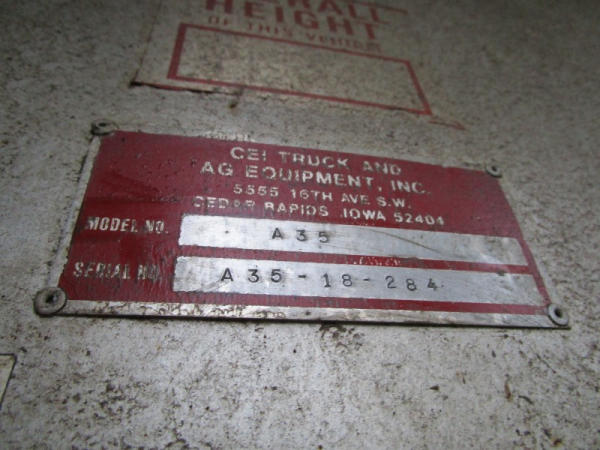 HEIGHT
OF THIS VEHICLE
CEI TRUCK AND
AG EQUIPMENT, INC.
5555 16TH AVE S.W.
CEDAR RAPIDS IOWA 52404
MODEL NO. A35
SERIAL NO. A35-18-284